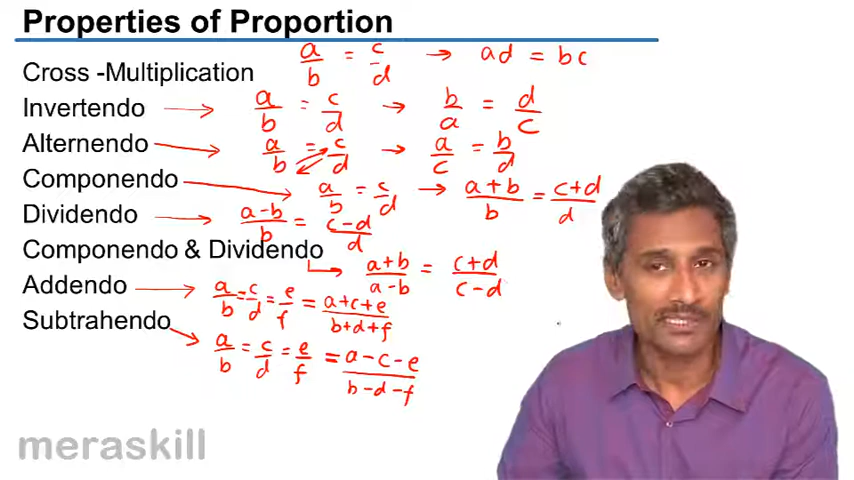 Properties of Proportion
Cross -Multiplication a/b = c/d → ad = bc
Invertendo → a/b = c/d → b/a = d/c
Alternendo → a/b = c/d → a/c = b/d
Componendo → a/b = c/d → a+b/b = c+d/d
Dividendo → a-b/b = c-d/d
Componendo & Dividendo → a+b/a-b = c+d/c-d
Addendo → a/b = c/d = e/f = a+c+e/b+d+f
Subtrahendo → a/b = c/d = e/f = a-c-e/b-d-f
meraskill